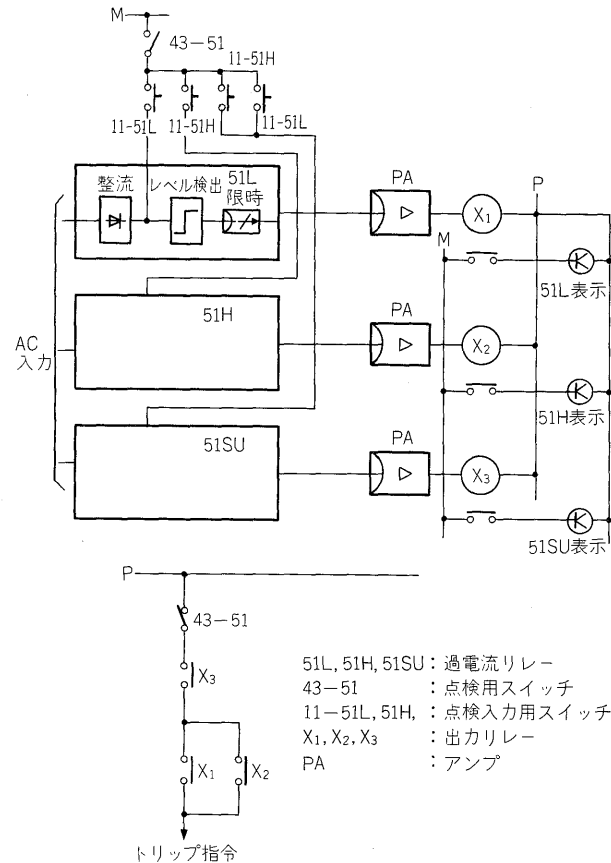 M
43-51
11-51H
11-51L
11-51H
11-51L
整流
レベル検出
51L
限時
PA
X₁
P
M
51L表示
51H
PA
X₂
51H表示
AC
入力
51SU
PA
X₃
51SU表示
P
43-51
X₃
X₁
X₂
トリップ指令
51L, 51H, 51SU:過電流リレー
43-51 :点検用スイッチ
11-51L, 51H, :点検入力用スイッチ
X₁, X₂, X₃ :出力リレー
PA :アンプ